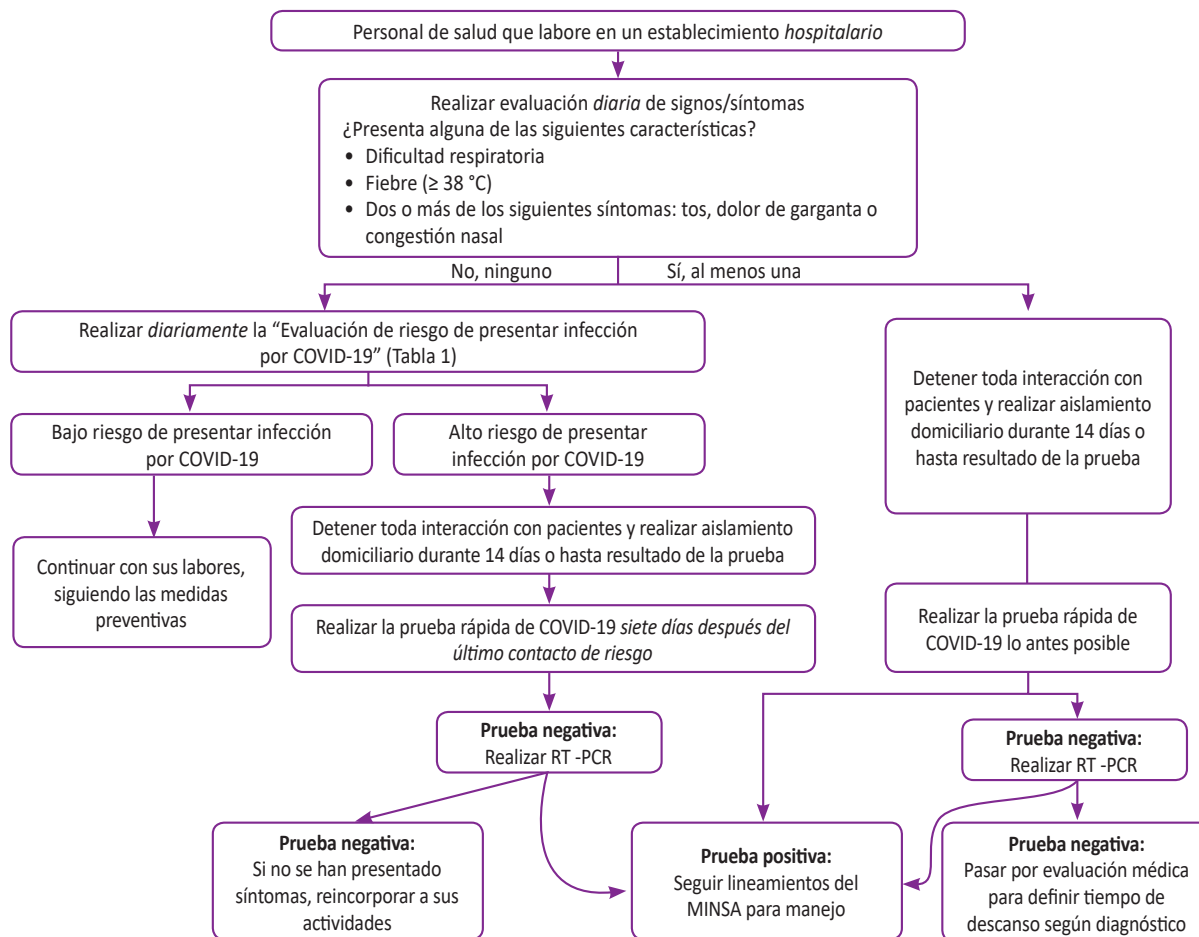 Personal de salud que labore en un establecimiento hospitalario
Realizar evaluación diaria de signos/síntomas
¿Presenta alguna de las siguientes características?
• Dificultad respiratoria
• Fiebre (≥ 38 °C)
• Dos o más de los siguientes síntomas: tos, dolor de garganta o
congestión nasal
No, ninguno
Sí, al menos una
Realizar diariamente la “Evaluación de riesgo de presentar infección
por COVID-19” (Tabla 1)
Bajo riesgo de presentar infección
por COVID-19
Alto riesgo de presentar
infección por COVID-19
Detener toda interacción con
pacientes y realizar aislamiento
domiciliario durante 14 días o
hasta resultado de la prueba
Continuar con sus labores,
siguiendo las medidas
preventivas
Detener toda interacción con pacientes y realizar aislamiento
domiciliario durante 14 días o hasta resultado de la prueba
Realizar la prueba rápida de COVID-19 siete días después del
último contacto de riesgo
Realizar la prueba rápida de
COVID-19 lo antes posible
Prueba negativa:
Realizar RT -PCR
Prueba negativa:
Realizar RT -PCR
Prueba negativa:
Si no se han presentado
síntomas, reincorporar a sus
actividades
Prueba positiva:
Seguir lineamientos del
MINSA para manejo
Prueba negativa:
Pasar por evaluación médica
para definir tiempo de
descanso según diagnóstico